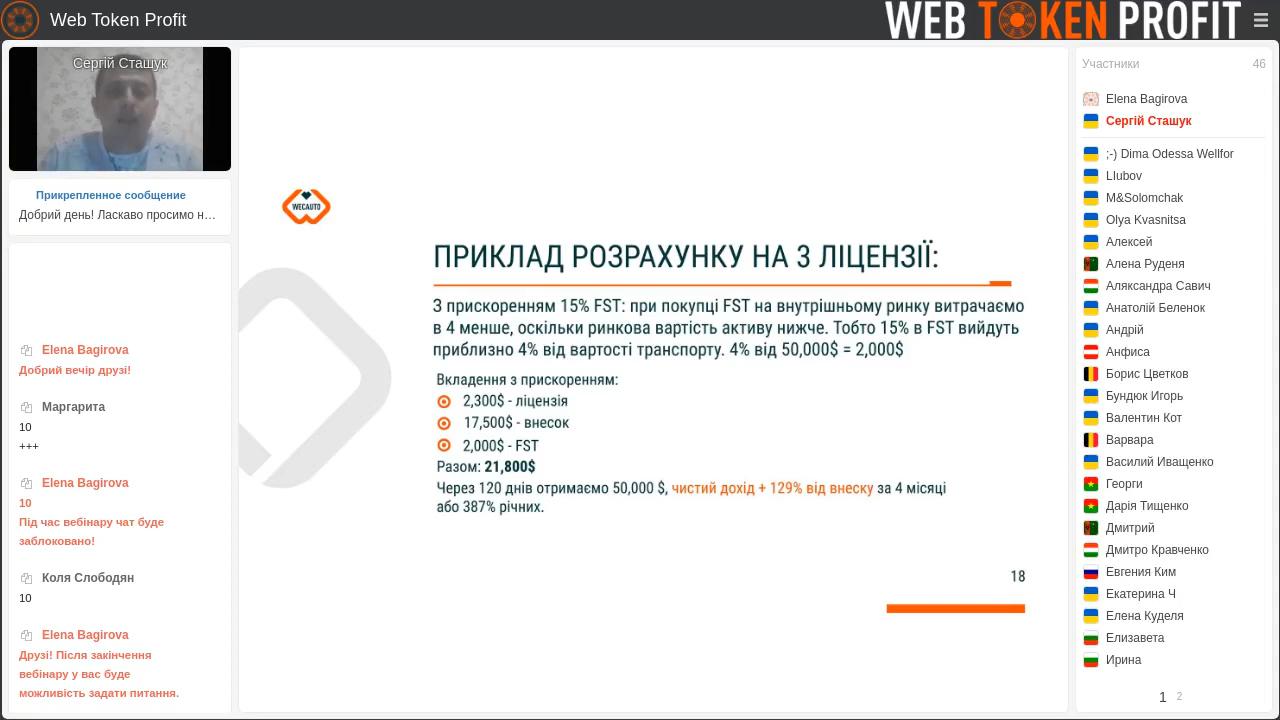 Web Token Profit
WEB TOKEN PROFIT
Сергій Сташук
Прикрепленное сообщение
Добрий день! Ласкаво просимо н…
Elena Bagirova
Добрий вечір друзі!
Маргарита
10
+++
Elena Bagirova
10
Під час вебінару чат буде
заблоковано!
Коля Слободян
10
Elena Bagirova
Друзі! Після закінчення
вебінару у вас буде
можливість задати питання.
WECAUTO
ПРИКЛАД РОЗРАХУНКУ НА 3 ЛІЦЕНЗІЇ:
З прискоренням 15% FST: при покупці FST на внутрішньому ринку витрачаємо
в 4 менше, оскільки ринкова вартість активу нижче. Тобто 15% в FST вийдуть
приблизно 4% від вартості транспорту. 4% від 50,000$ = 2,000$
Вкладення з прискоренням:
2,300$ - ліцензія
17,500$ - внесок
2,000$ - FST
Разом: 21,800$
Через 120 днів отримаємо 50,000 $, чистий дохід + 129% від внеску за 4 місяці
або 387% річних.
18
Участники 46
Elena Bagirova
Сергій Сташук
;-) Dima Odessa Wellfor
LIubov
M&Solomchak
Olya Kvasnitsa
Алексей
Алена Руденя
Аляксандра Савич
Анатолій Беленок
Андрій
Анфиса
Борис Цветков
Бундюк Игорь
Валентин Кот
Варвара
Василий Иващенко
Георги
Дарія Тищенко
Дмитрий
Дмитро Кравченко
Евгения Ким
Екатерина Ч
Елена Куделя
Елизавета
Ирина
1 2